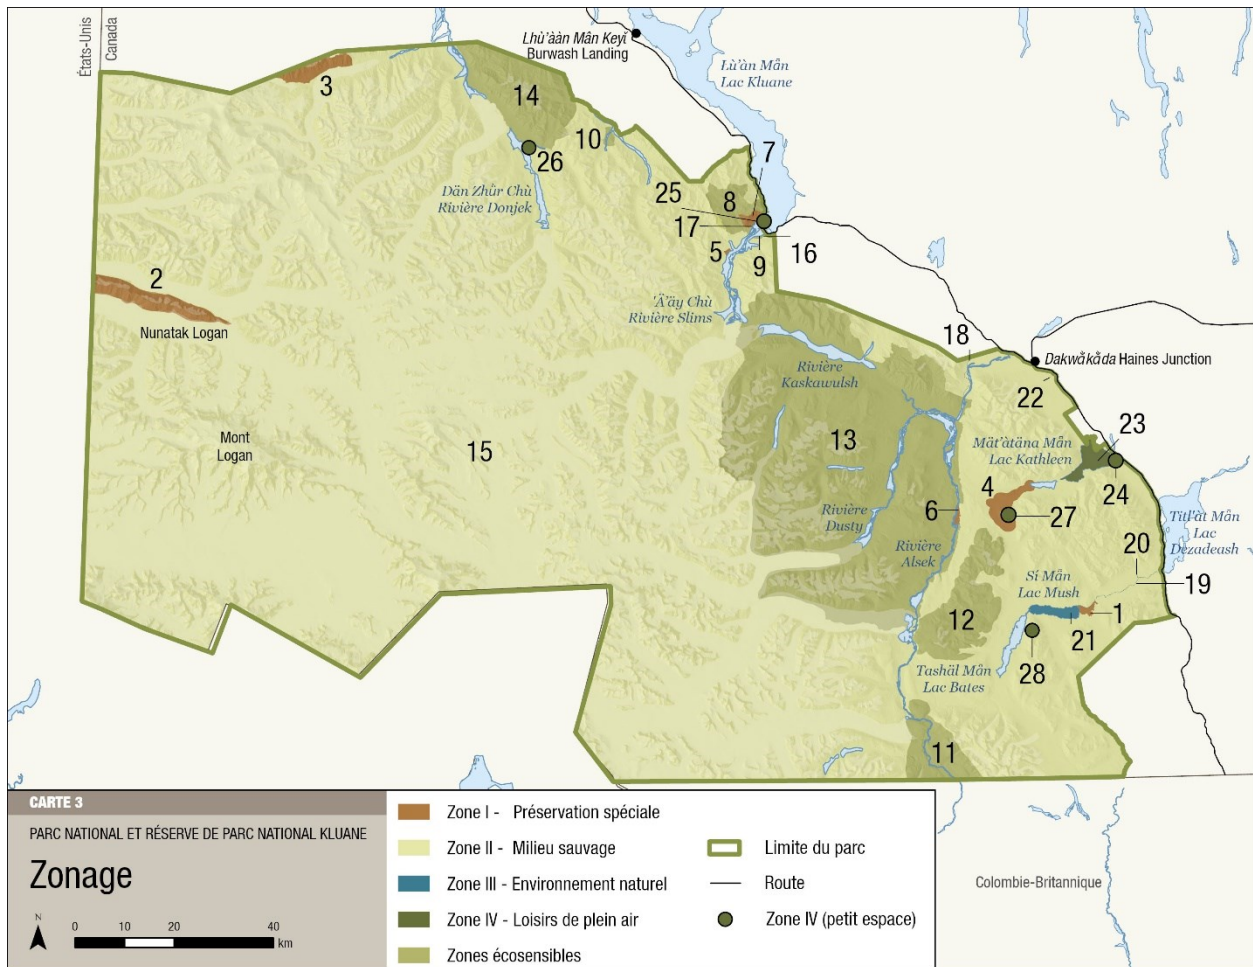 États-Unis
Canada
Lhù'ààn Mân Keyį̌
Burwash Landing
Lù'àn Mân
Lac Kluane
3
14
10
26
7
25
8
17
5
9
16
Dän Zhùr Chù
Rivière Donjek
2
Nunatak Logan
'Ä'äy Chù
Rivière Slims
18
Dakwä̀kä̀da Haines Junction
Rivière
Kaskawulsh
22
23
Mont
Logan
15
13
Mät'àtäna Mân
Lac Kathleen
4
24
6
27
Rivière
Dusty
Titl'àt Mân
Lac
Dezadeash
Rivière
Alsek
20
Sí Mân
Lac Mush
19
12
1
21
28
Tashäl Mân
Lac Bates
11
CARTE 3
PARC NATIONAL ET RÉSERVE DE PARC NATIONAL KLUANE
Zonage
N
0 10 20 40
km
Zone I - Préservation spéciale
Zone II - Milieu sauvage
Zone III - Environnement naturel
Zone IV - Loisirs de plein air
Zones écosensibles
Limite du parc
Route
Zone IV (petit espace)
Colombie-Britannique